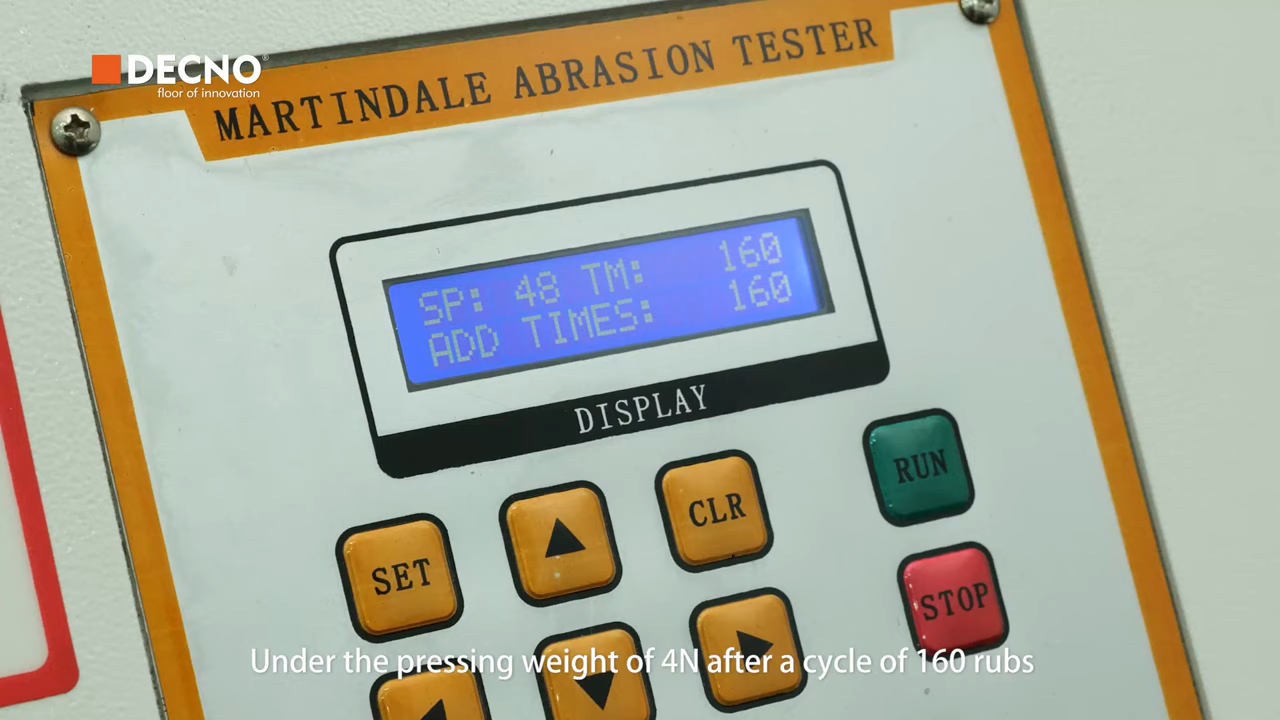 DECNO®
floor of innovation
MARTINDALE ABRASION TESTER
SP: 48 TM: 160
ADD TIMES: 160
DISPLAY
RUN
CLR
SET
STOP
Under the pressing weight of 4N after a cycle of 160 rubs